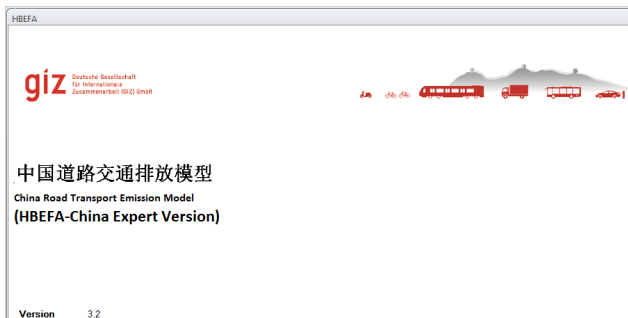 HBEFA
giz
Deutsche Gesellschaft
für Internationale
Zusammenarbeit (GIZ) GmbH
中国道路交通排放模型
China Road Transport Emission Model
(HBEFA-China Expert Version)
Version 3.2